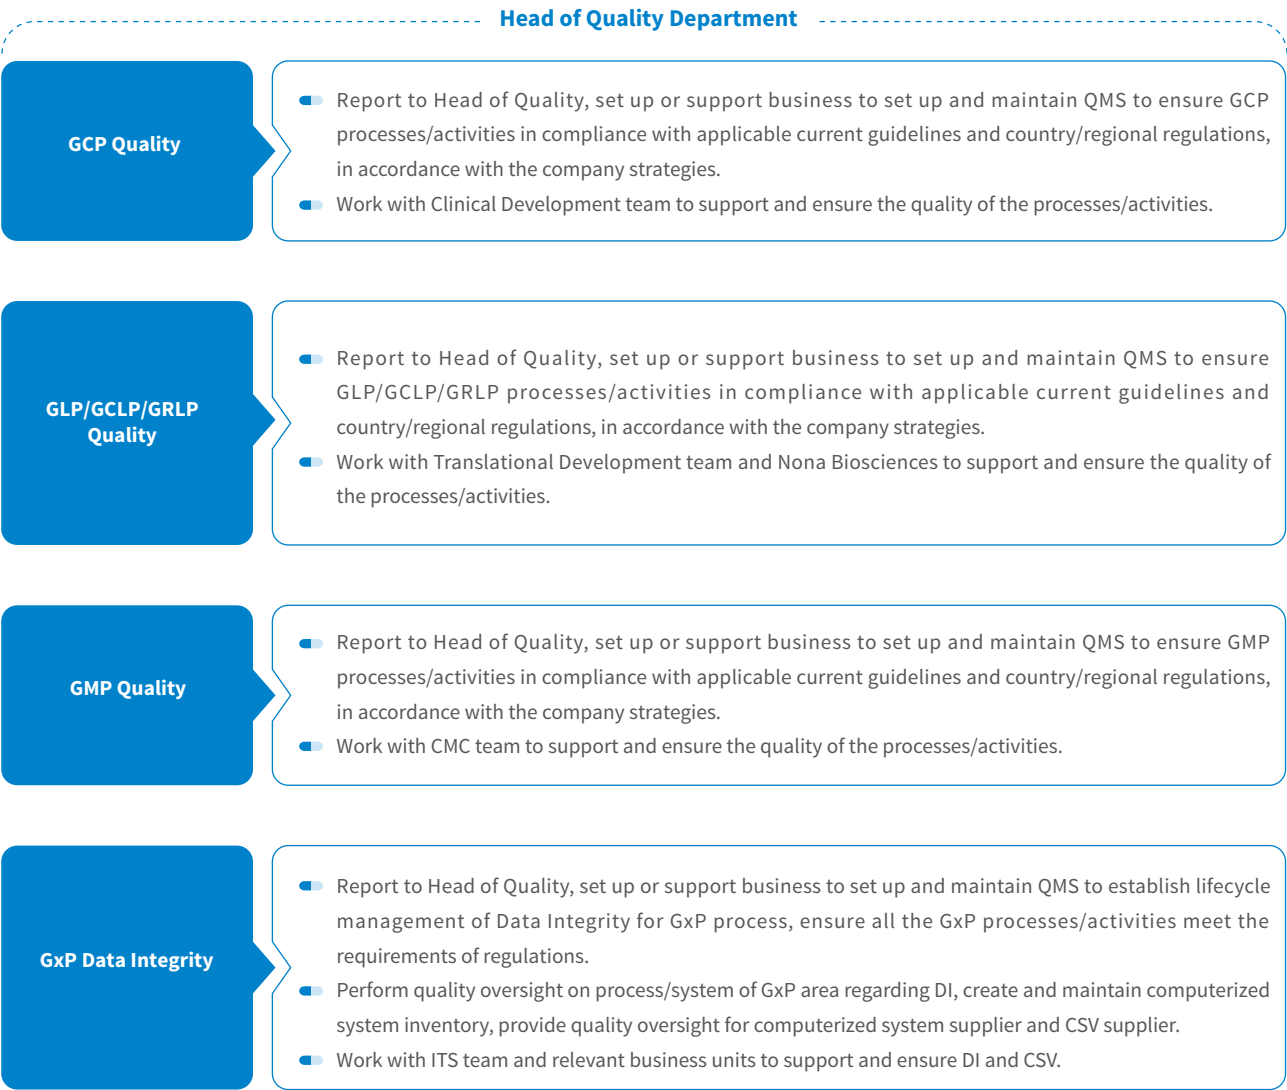 Head of Quality Department
GCP Quality
Report to Head of Quality, set up or support business to set up and maintain QMS to ensure GCP
processes/activities in compliance with applicable current guidelines and country/regional regulations,
in accordance with the company strategies.
Work with Clinical Development team to support and ensure the quality of the processes/activities.
GLP/GCLP/GRLP
Quality
Report to Head of Quality, set up or support business to set up and maintain QMS to ensure
GLP/GCLP/GRLP processes/activities in compliance with applicable current guidelines and
country/regional regulations, in accordance with the company strategies.
Work with Translational Development team and Nona Biosciences to support and ensure the quality of
the processes/activities.
GMP Quality
Report to Head of Quality, set up or support business to set up and maintain QMS to ensure GMP
processes/activities in compliance with applicable current guidelines and country/regional regulations,
in accordance with the company strategies.
Work with CMC team to support and ensure the quality of the processes/activities.
GxP Data Integrity
Report to Head of Quality, set up or support business to set up and maintain QMS to establish lifecycle
management of Data Integrity for GxP process, ensure all the GxP processes/activities meet the
requirements of regulations.
Perform quality oversight on process/system of GxP area regarding DI, create and maintain computerized
system inventory, provide quality oversight for computerized system supplier and CSV supplier.
Work with ITS team and relevant business units to support and ensure DI and CSV.